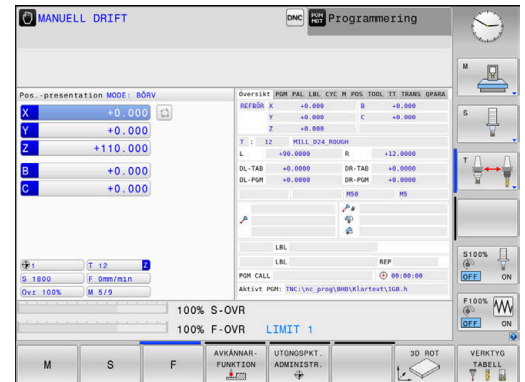 MANUELL DRIFT
DNC
PGM MGT
Programmering
Pos.-presentation MODE: BÖRV
X +0.000
Y +0.000
Z +110.000
B +0.000
C +0.000
Översikt PGM PAL LBL CYC M POS TOOL TT TRANS QPARA
REFBÖR X +0.000 B +0.000
Y +0.000 C +0.000
Z +0.000
T : 12 MILL_D24_ROUGH
L +90.0000 R +12.0000
DL-TAB +0.0000 DR-TAB +0.0000
DL-PGM +0.0000 DR-PGM +0.0000
M50 M5
P
P
LBL
LBL REP
PGM CALL 00:00:00
Aktivt PGM: TNC:\nc_prog\BHB\Klartext\1GB.h
1 T 12 Z
S 1800 F 0mm/min
Ovr 100% M 5/9
100% S-OVR
100% F-OVR LIMIT 1
M
S
T
S100%
OFF ON
F100%
OFF ON
M
S
F
AVKÄNNAR-
FUNKTION
UTGNGSPKT.
ADMINISTR.
3D ROT
VERKTYG
TABELL